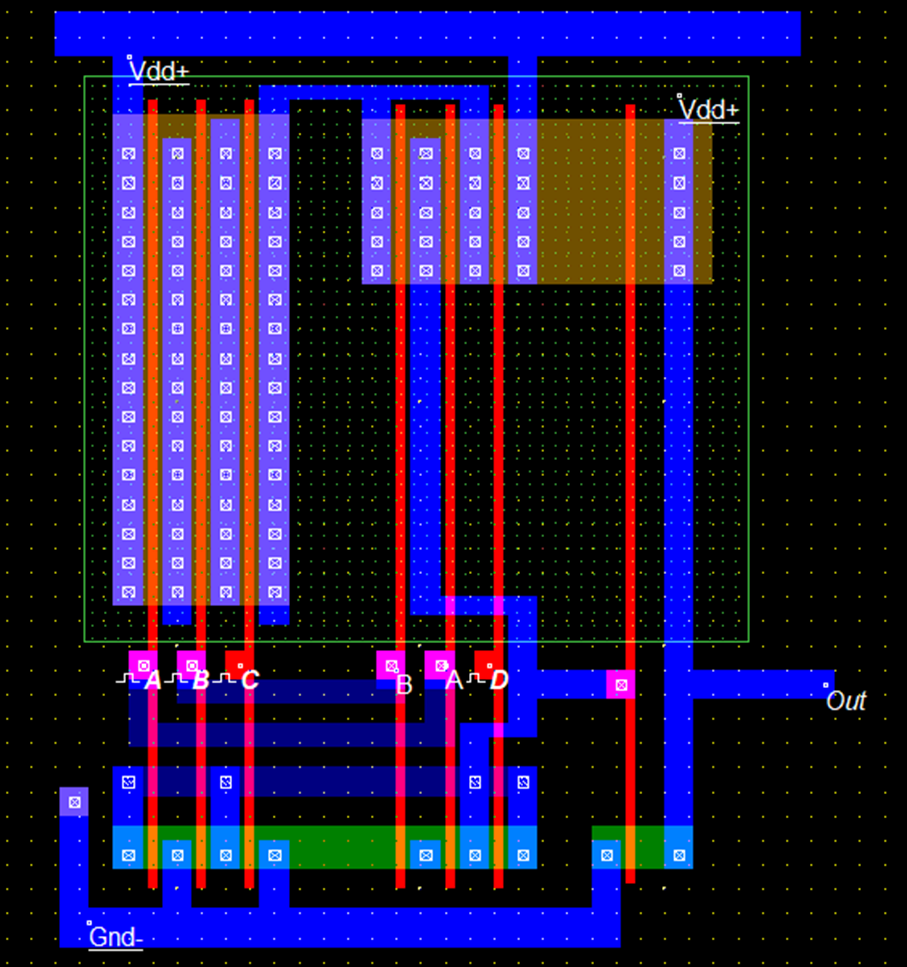 Vdd+
Vdd+
A B C B A D
Out
Gnd-